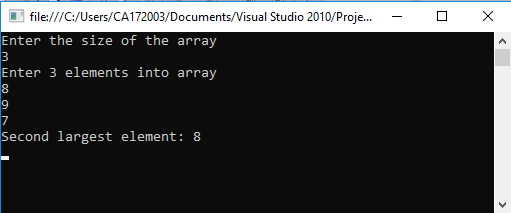 file:///C:/Users/CA172003/Documents/Visual Studio 2010/Proje...
Enter the size of the array
3
Enter 3 elements into array
8
9
7
Second largest element: 8